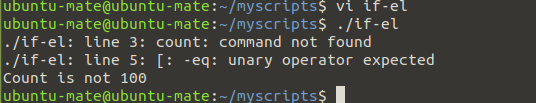 ubuntu-mate@ubuntu-mate:~/myscripts$ vi if-el
ubuntu-mate@ubuntu-mate:~/myscripts$ ./if-el
./if-el: line 3: count: command not found
./if-el: line 5: [: -eq: unary operator expected
Count is not 100
ubuntu-mate@ubuntu-mate:~/myscripts$